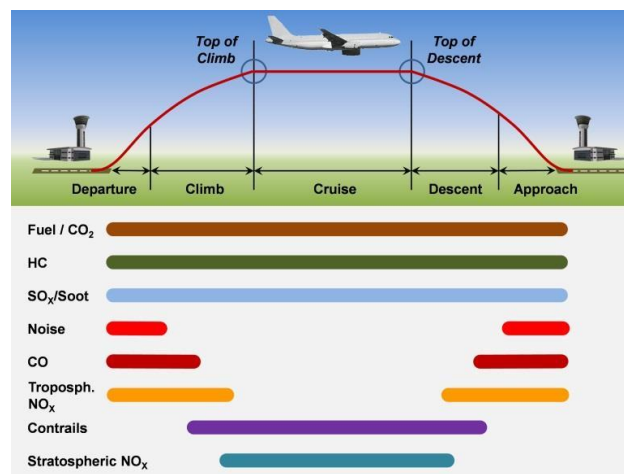 Top of
Climb
Top of
Descent
Departure
Climb
Cruise
Descent
Approach
Fuel / CO₂
HC
SOₓ/Soot
Noise
CO
Troposph.
NOₓ
Contrails
Stratospheric NOₓ